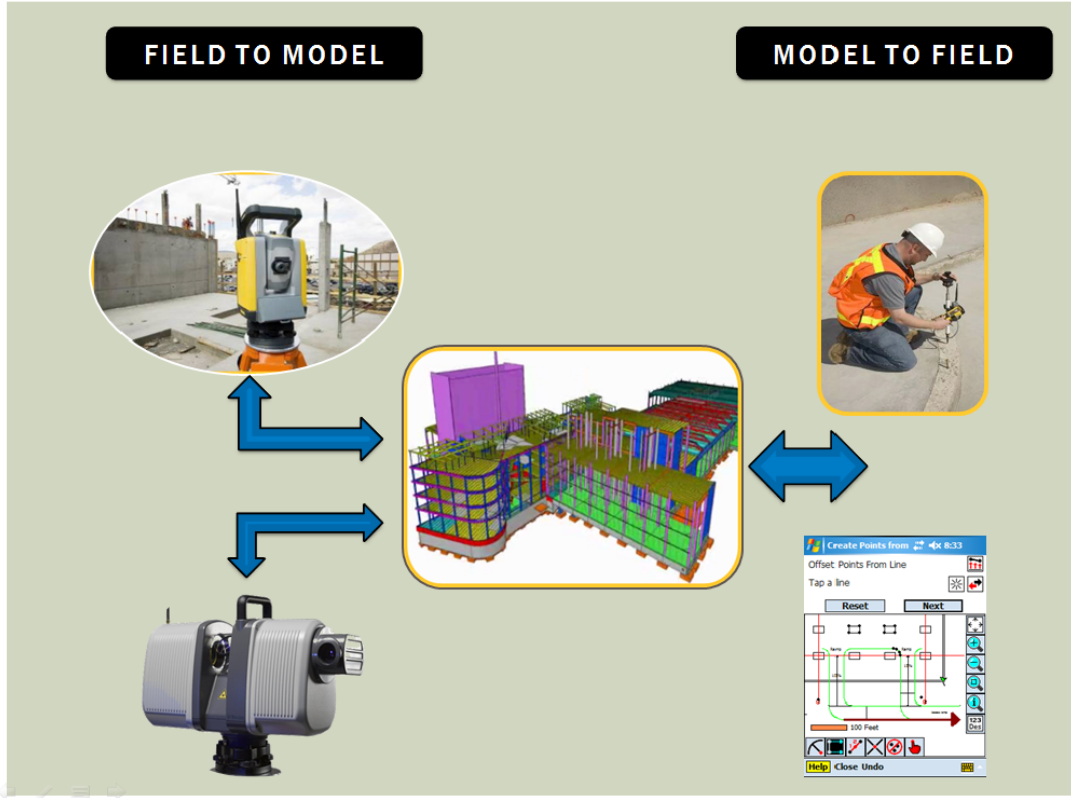 FIELD TO MODEL
MODEL TO FIELD
Create Points from 8:33
Offset Points From Line
Tap a line
Reset Next
100 Feet
123
Des
Help Close Undo